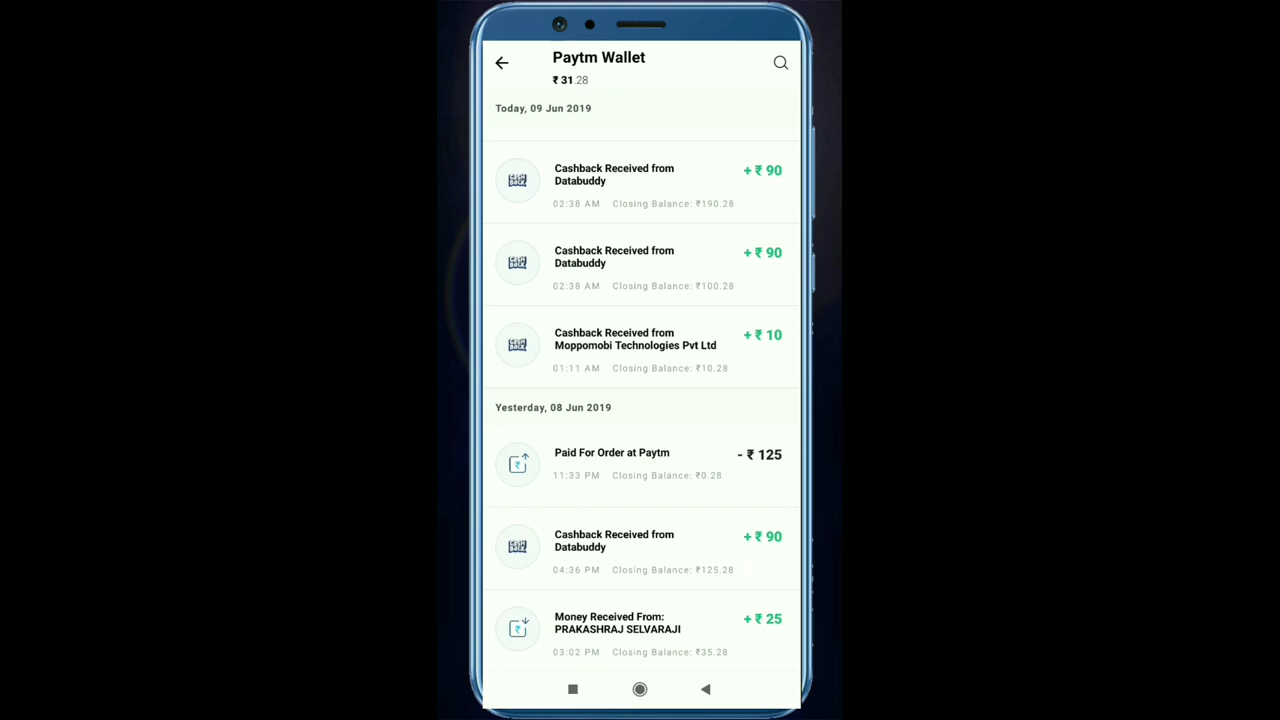 Paytm Wallet
₹ 31.28
Today, 09 Jun 2019
Cashback Received from
Databuddy
+ ₹ 90
02:38 AM Closing Balance: ₹190.28
Cashback Received from
Databuddy
+ ₹ 90
02:38 AM Closing Balance: ₹100.28
Cashback Received from
Moppomobi Technologies Pvt Ltd
+ ₹ 10
01:11 AM Closing Balance: ₹10.28
Yesterday, 08 Jun 2019
Paid For Order at Paytm
- ₹ 125
11:33 PM Closing Balance: ₹0.28
Cashback Received from
Databuddy
+ ₹ 90
04:36 PM Closing Balance: ₹125.28
Money Received From:
PRAKASHRAJ SELVARAJI
+ ₹ 25
03:02 PM Closing Balance: ₹35.28